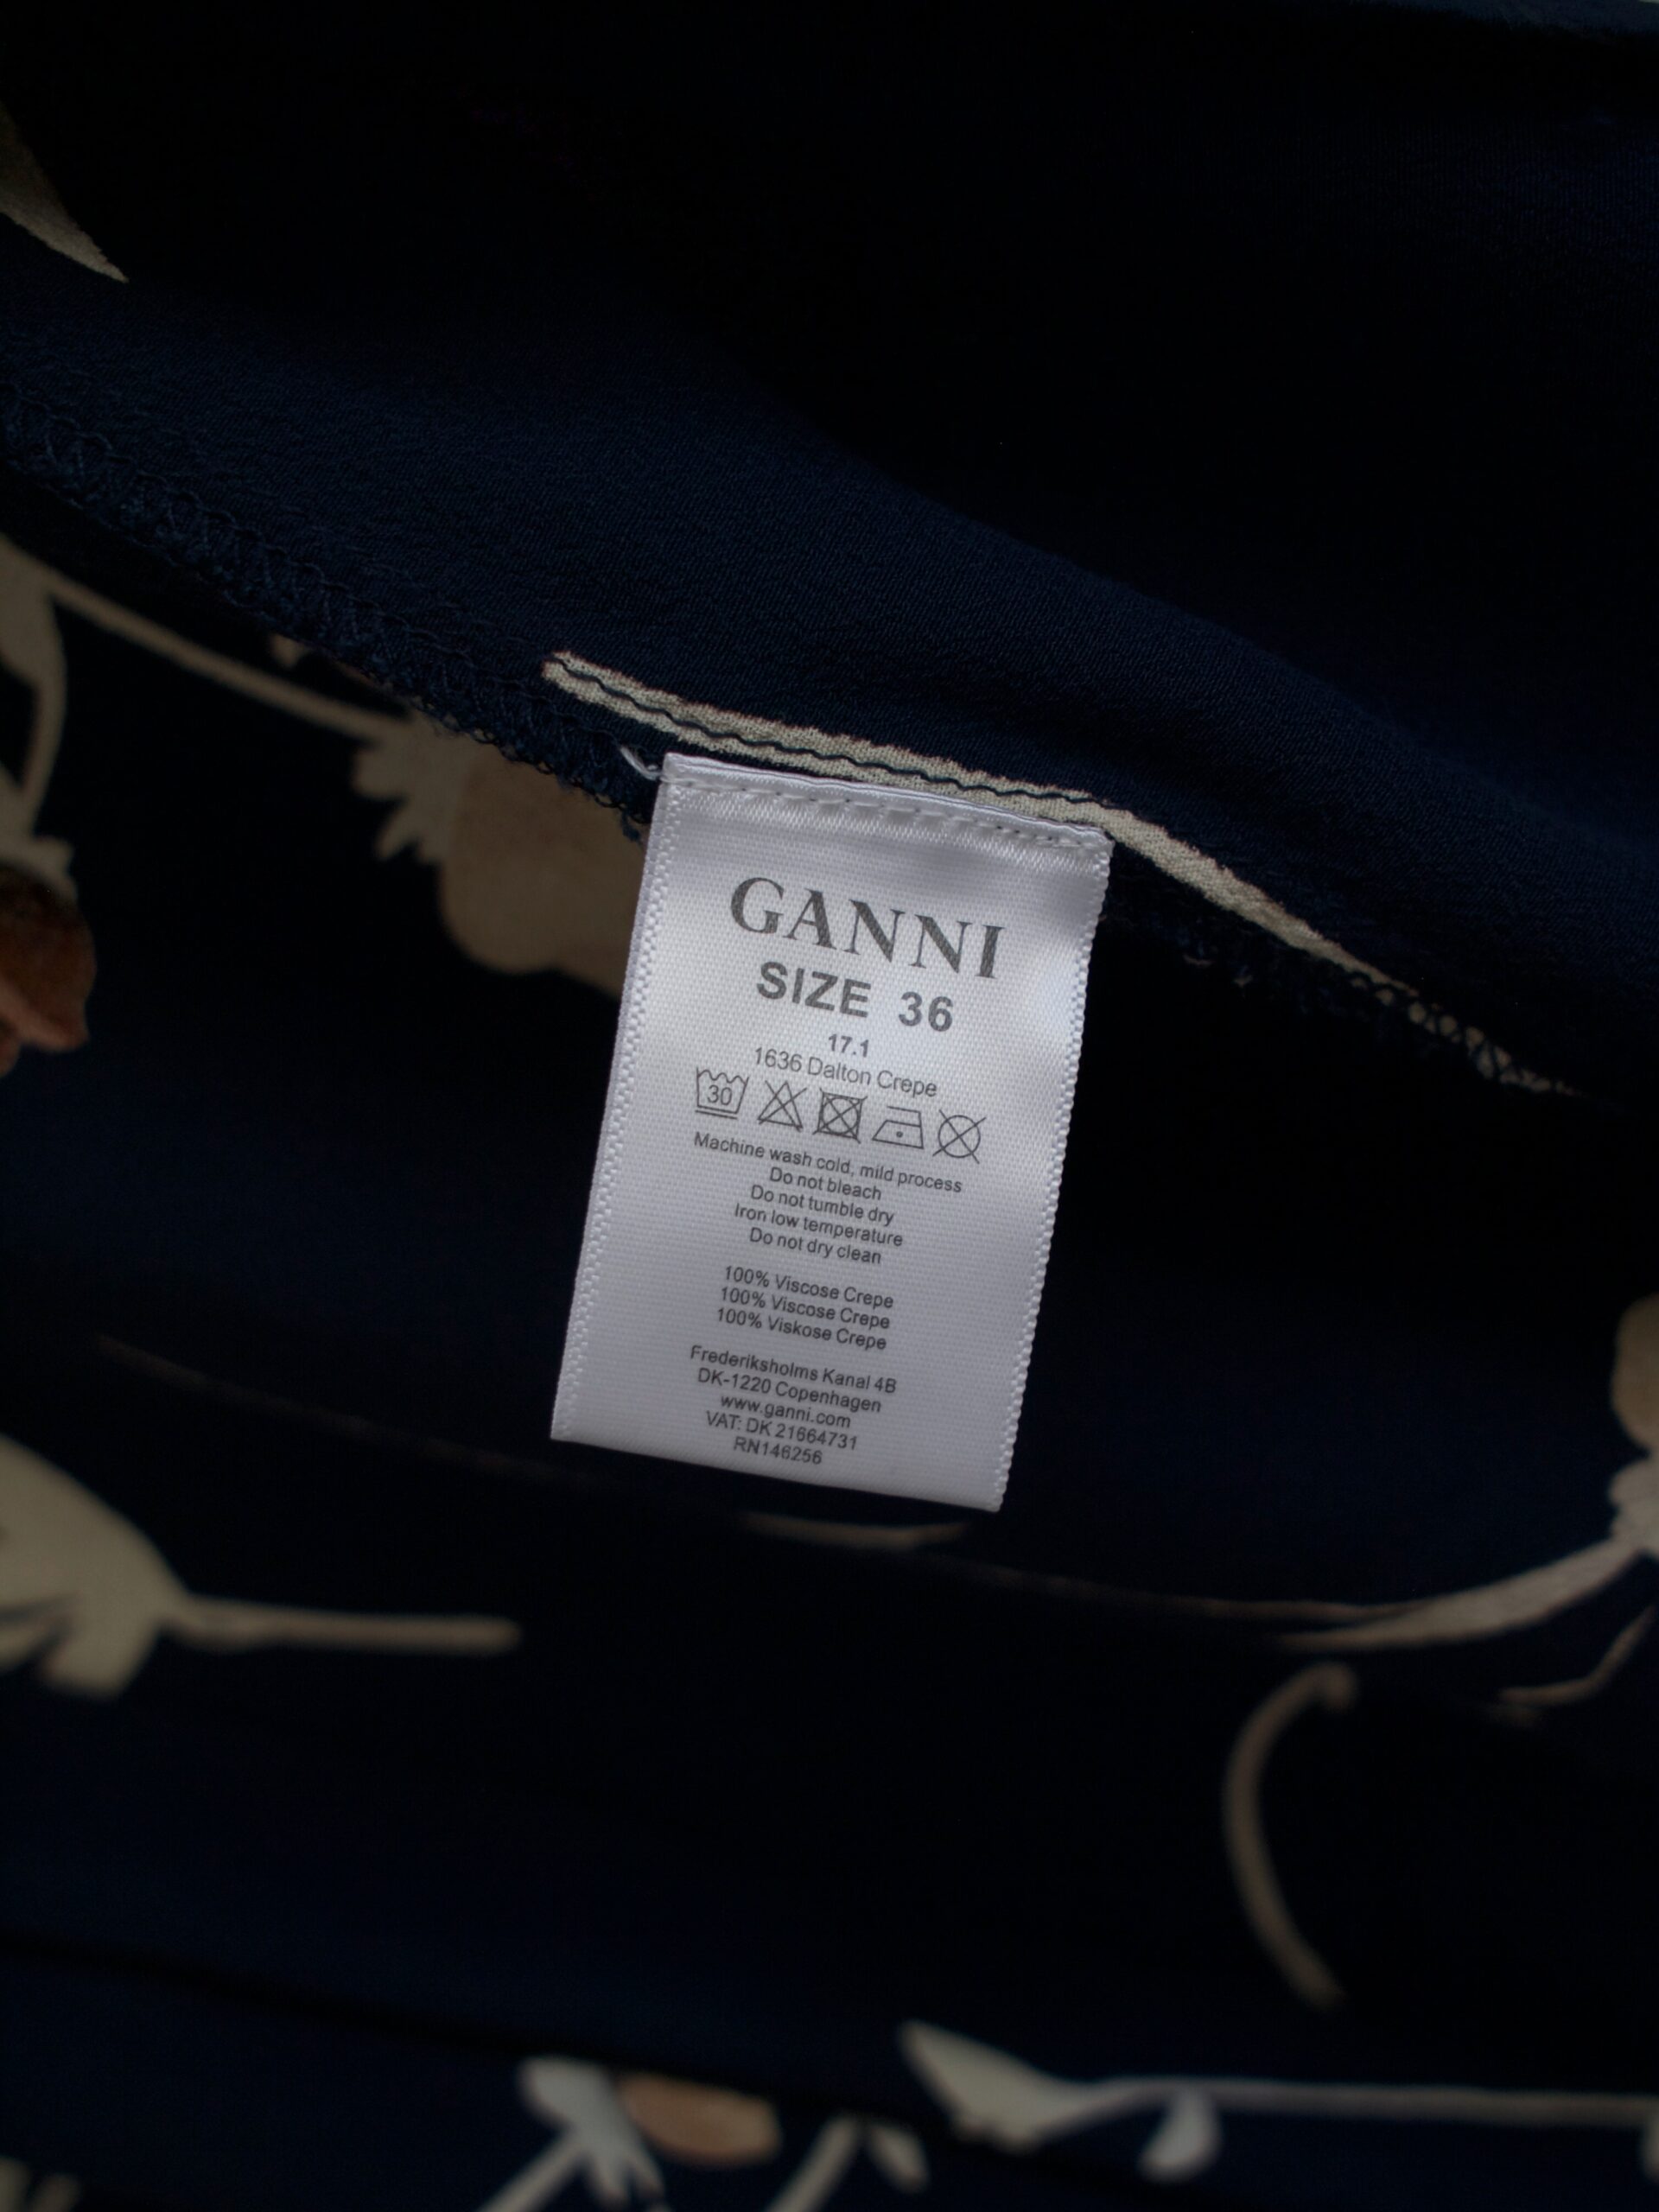 GANNI
SIZE 36
17.1
1636 Dalton Crepe
30
Machine wash cold, mild process
Do not bleach
Do not tumble dry
Iron low temperature
Do not dry clean
100% Viscose Crepe
100% Viscose Crepe
100% Viskose Crepe
Frederiksholms Kanal 4B
DK-1220 Copenhagen
www.ganni.com
VAT: DK 21664731
RN146256